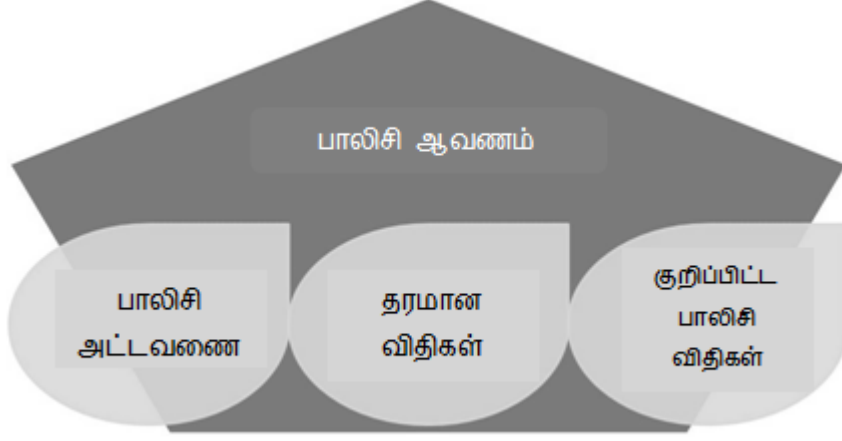 பாலிசி ஆவணம்
பாலிசி
அட்டவணை
தரமான
விதிகள்
குறிப்பிட்ட
பாலிசி
விதிகள்